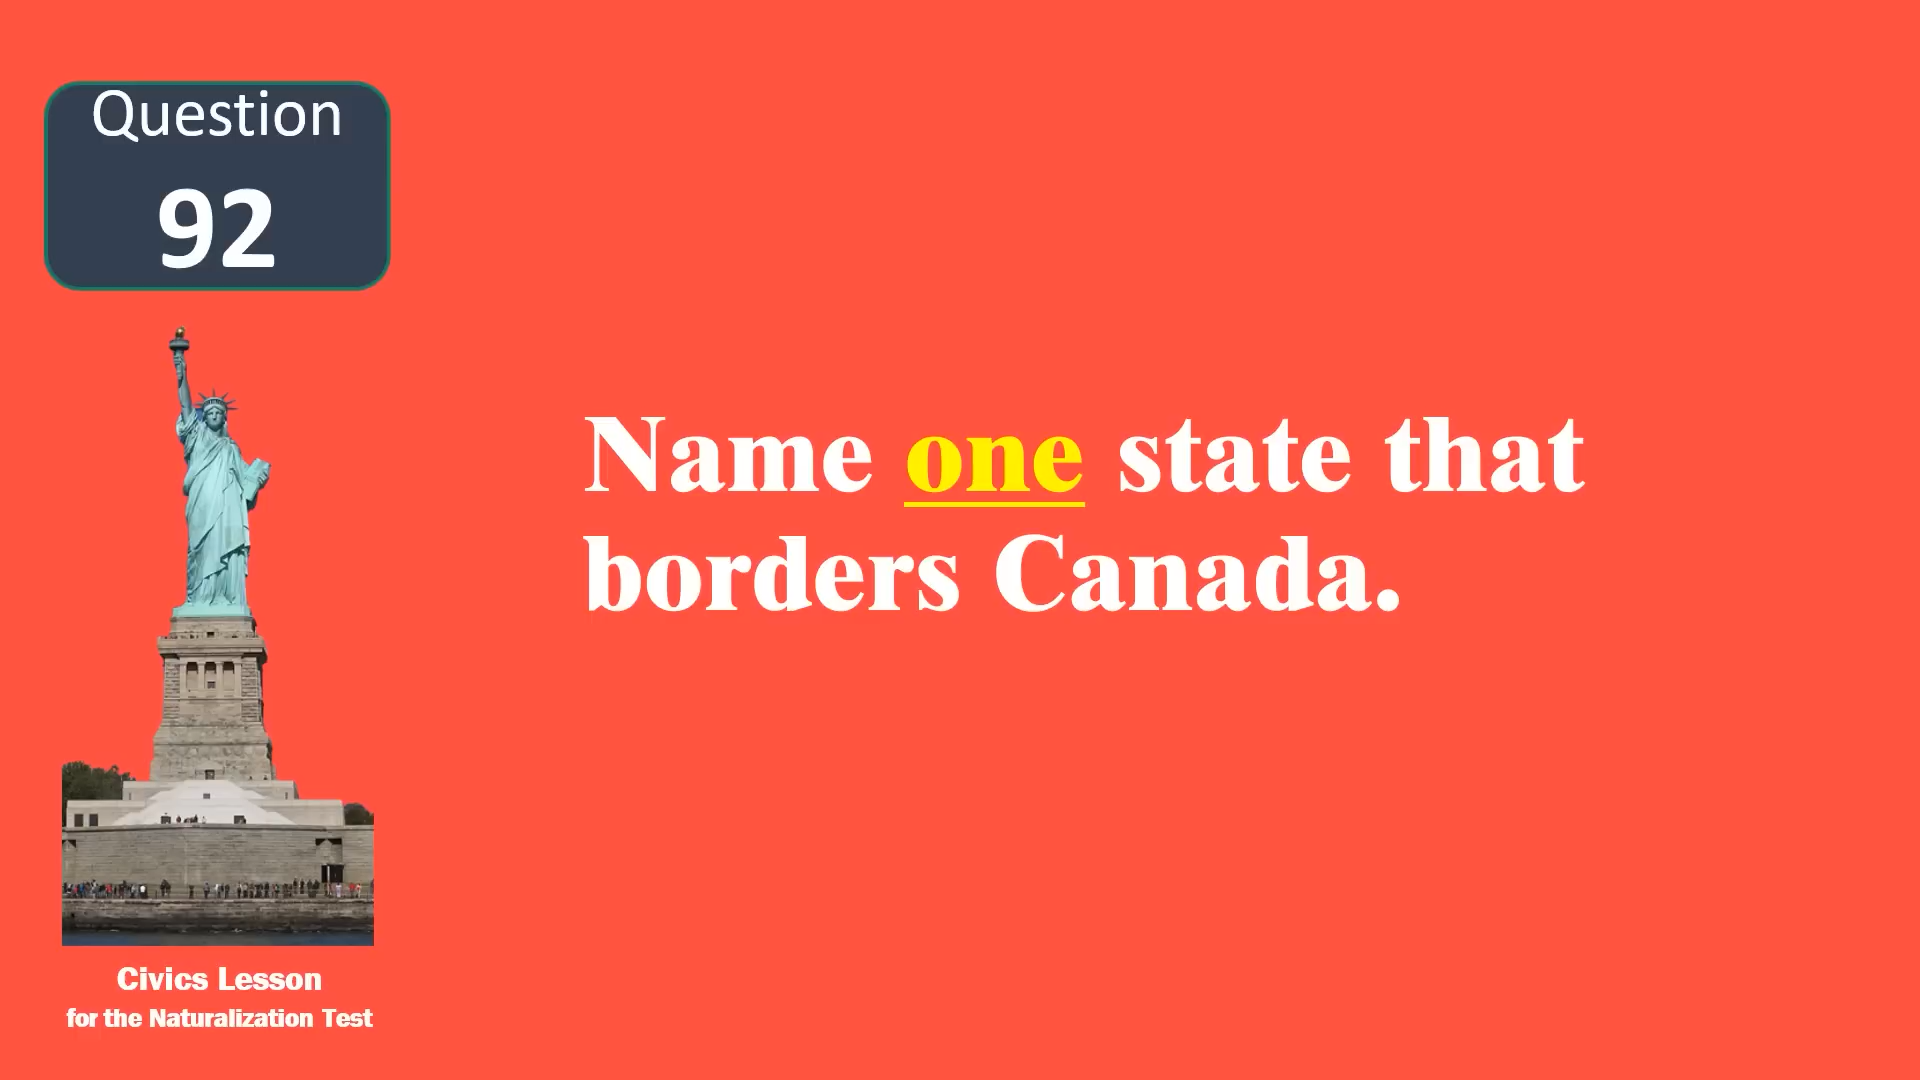 Question
92
Name one state that
borders Canada.
Civics Lesson
for the Naturalization Test